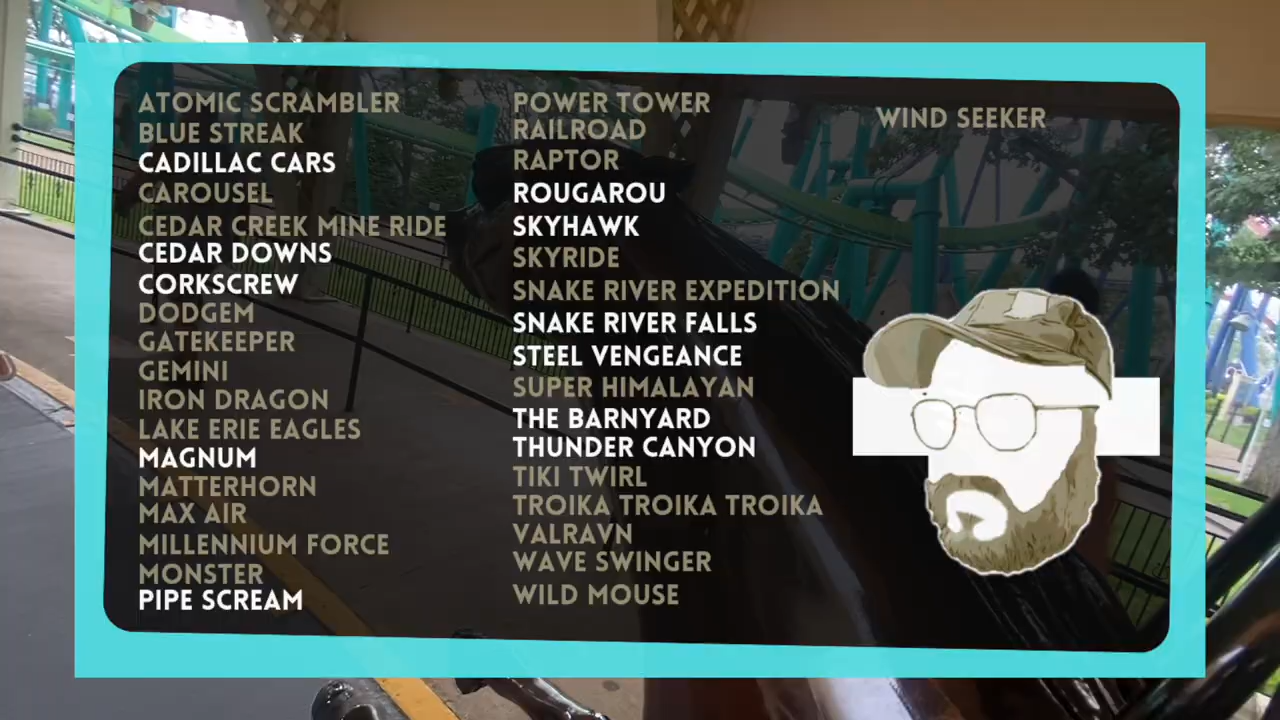 ATOMIC SCRAMBLER
BLUE STREAK
CADILLAC CARS
CAROUSEL
CEDAR CREEK MINE RIDE
CEDAR DOWNS
CORKSCREW
DODGEM
GATEKEEPER
GEMINI
IRON DRAGON
LAKE ERIE EAGLES
MAGNUM
MATTERHORN
MAX AIR
MILLENNIUM FORCE
MONSTER
PIPE SCREAM
POWER TOWER
RAILROAD
RAPTOR
ROUGAROU
SKYHAWK
SKYRIDE
SNAKE RIVER EXPEDITION
SNAKE RIVER FALLS
STEEL VENGEANCE
SUPER HIMALAYAN
THE BARNYARD
THUNDER CANYON
TIKI TWIRL
TROIKA TROIKA TROIKA
VALRAVN
WAVE SWINGER
WILD MOUSE
WIND SEEKER